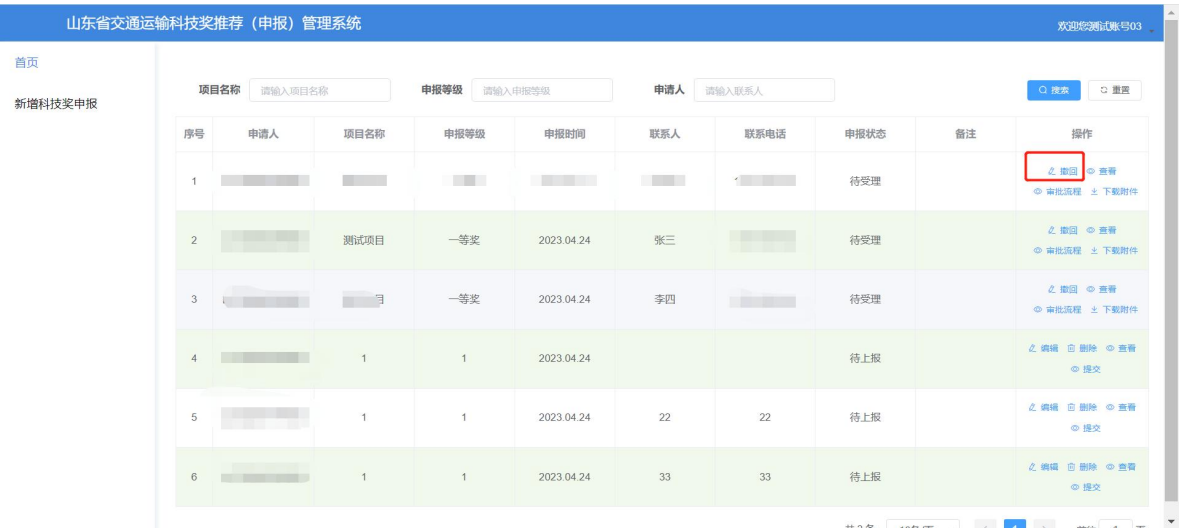 山东省交通运输科技奖推荐（申报）管理系统
欢迎您测试账号03
首页
新增科技奖申报
项目名称 请输入项目名称 申报等级 请输入申报等级 申请人 请输入联系人 搜索 重置
序号 申请人 项目名称 申报等级 申报时间 联系人 联系电话 申报状态 备注 操作
1 待受理 撤回 查看
审批流程 下载附件
2 测试项目 一等奖 2023.04.24 张三 待受理 撤回 查看
审批流程 下载附件
3 目 一等奖 2023.04.24 李四 待受理 撤回 查看
审批流程 下载附件
4 1 1 2023.04.24 待上报 编辑 删除 查看
提交
5 1 1 2023.04.24 22 22 待上报 编辑 删除 查看
提交
6 1 1 2023.04.24 33 33 待上报 编辑 删除 查看
提交
1